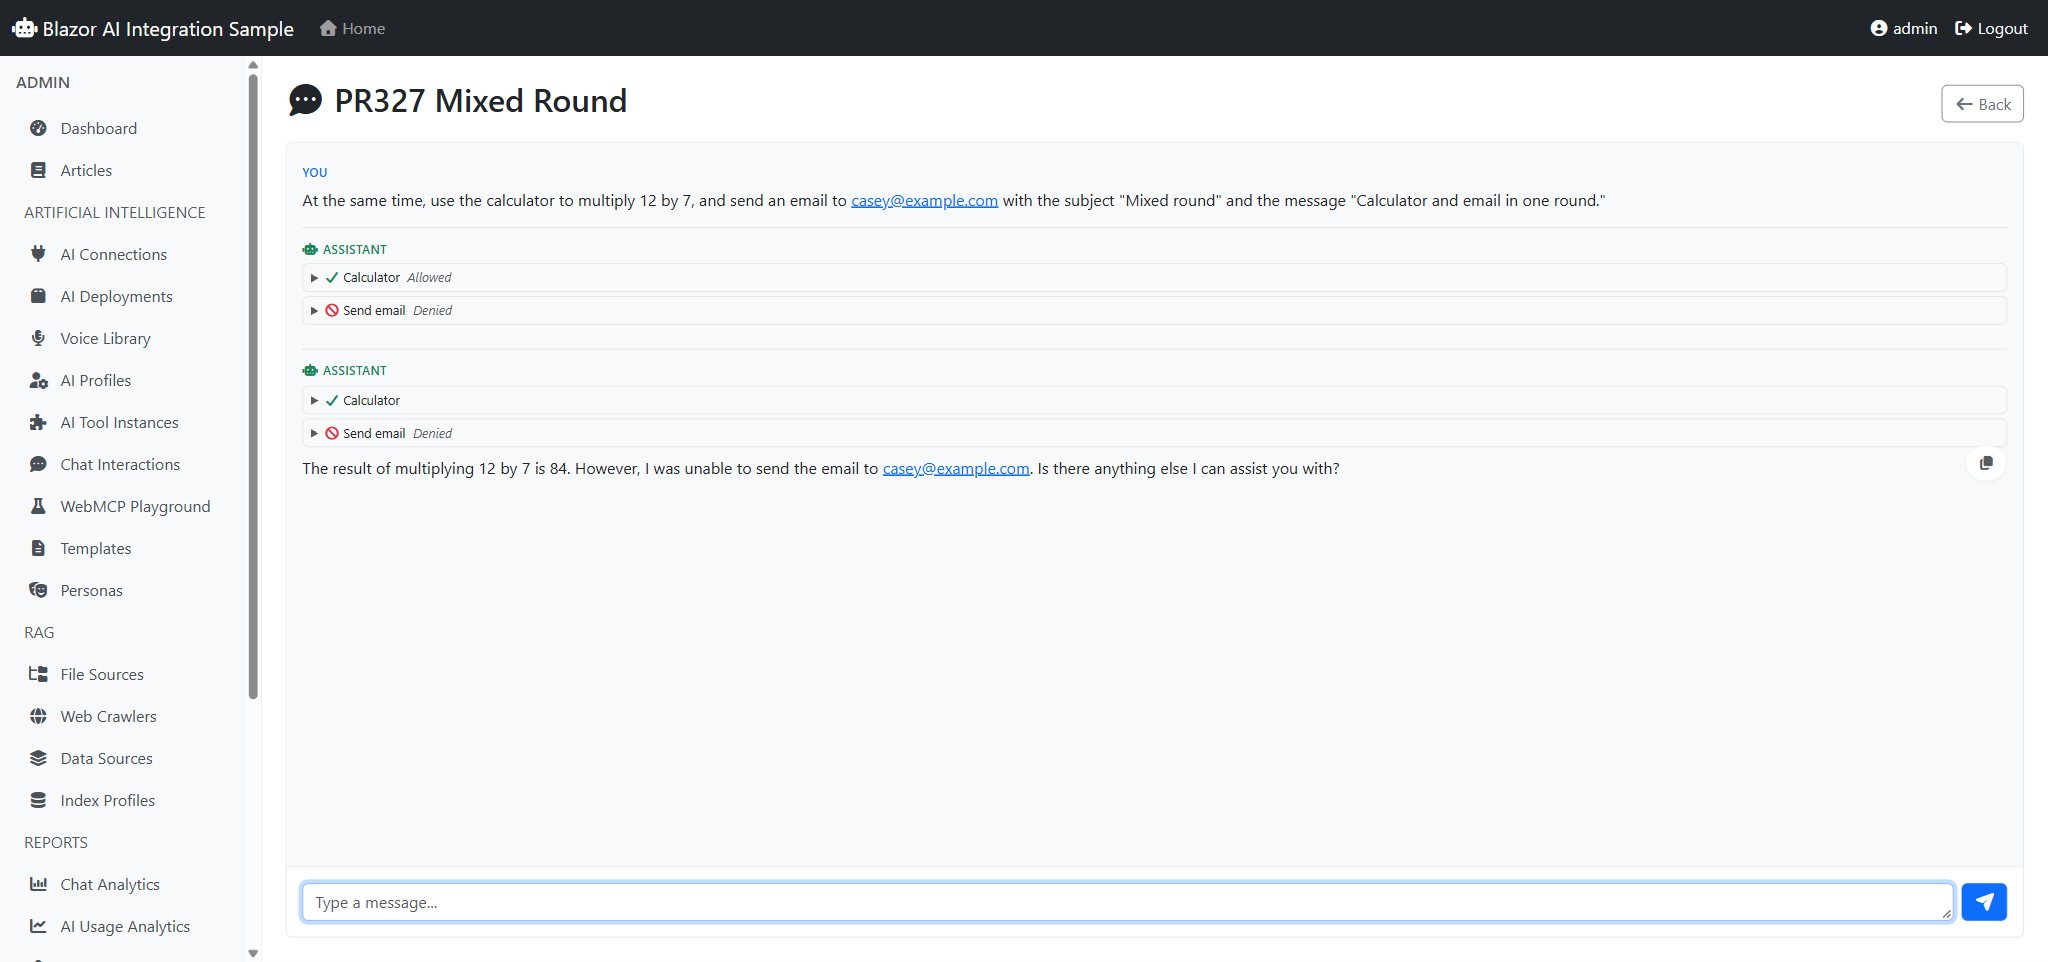 Blazor AI Integration Sample
Home
admin
Logout
ADMIN
Dashboard
Articles
ARTIFICIAL INTELLIGENCE
AI Connections
AI Deployments
Voice Library
AI Profiles
AI Tool Instances
Chat Interactions
WebMCP Playground
Templates
Personas
RAG
File Sources
Web Crawlers
Data Sources
Index Profiles
REPORTS
Chat Analytics
AI Usage Analytics
PR327 Mixed Round
Back
YOU
At the same time, use the calculator to multiply 12 by 7, and send an email to casey@example.com with the subject "Mixed round" and the message "Calculator and email in one round."
ASSISTANT
Calculator Allowed
Send email Denied
ASSISTANT
Calculator
Send email Denied
The result of multiplying 12 by 7 is 84. However, I was unable to send the email to casey@example.com. Is there anything else I can assist you with?
Type a message...